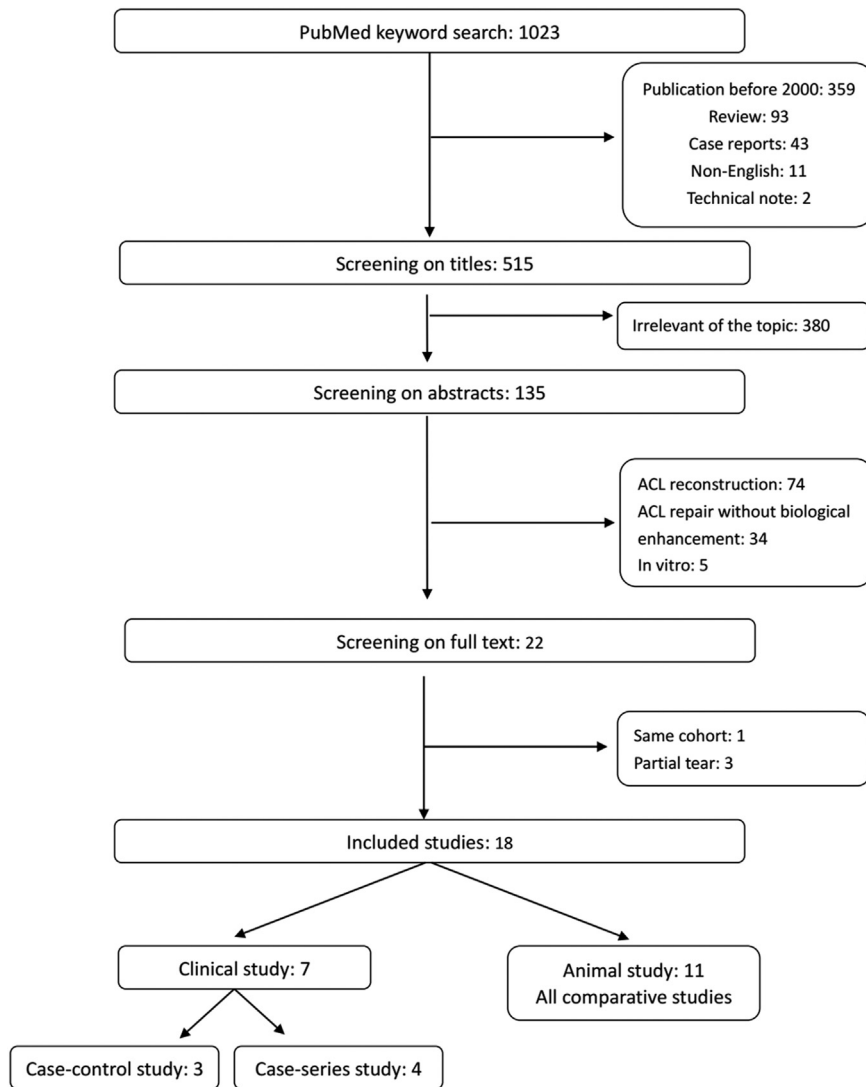 PubMed keyword search: 1023
Publication before 2000: 359
Review: 93
Case reports: 43
Non-English: 11
Technical note: 2
Screening on titles: 515
Irrelevant of the topic: 380
Screening on abstracts: 135
ACL reconstruction: 74
ACL repair without biological
enhancement: 34
In vitro: 5
Screening on full text: 22
Same cohort: 1
Partial tear: 3
Included studies: 18
Clinical study: 7
Animal study: 11
All comparative studies
Case-control study: 3
Case-series study: 4